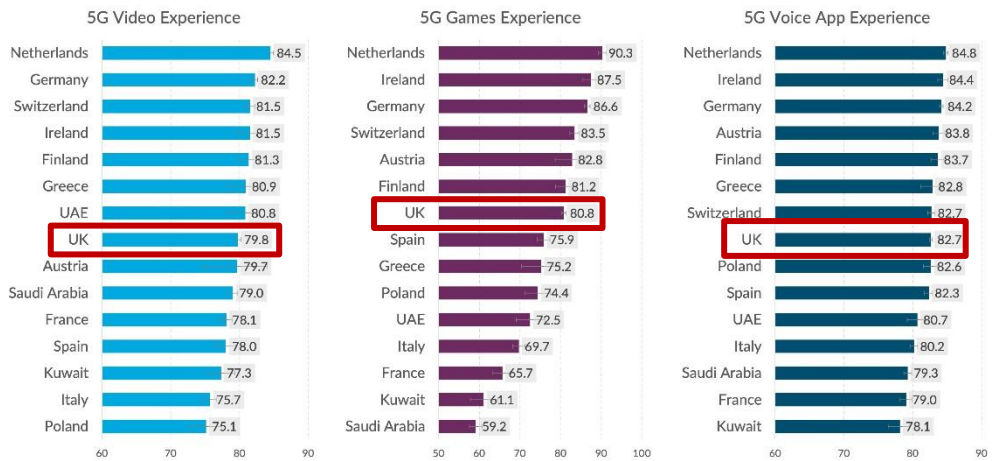 5G Video Experience
Netherlands 84.5
Germany 82.2
Switzerland 81.5
Ireland 81.5
Finland 81.3
Greece 80.9
UAE 80.8
UK 79.8
Austria 79.7
Saudi Arabia 79.0
France 78.1
Spain 78.0
Kuwait 77.3
Italy 75.7
Poland 75.1
60 70 80 90
5G Games Experience
Netherlands 90.3
Ireland 87.5
Germany 86.6
Switzerland 83.5
Austria 82.8
Finland 81.2
UK 80.8
Spain 75.9
Greece 75.2
Poland 74.4
UAE 72.5
Italy 69.7
France 65.7
Kuwait 61.1
Saudi Arabia 59.2
50 60 70 80 90 100
5G Voice App Experience
Netherlands 84.8
Ireland 84.4
Germany 84.2
Austria 83.8
Finland 83.7
Greece 82.8
Switzerland 82.7
UK 82.7
Poland 82.6
Spain 82.3
UAE 80.7
Italy 80.2
Saudi Arabia 79.3
France 79.0
Kuwait 78.1
60 70 80 90